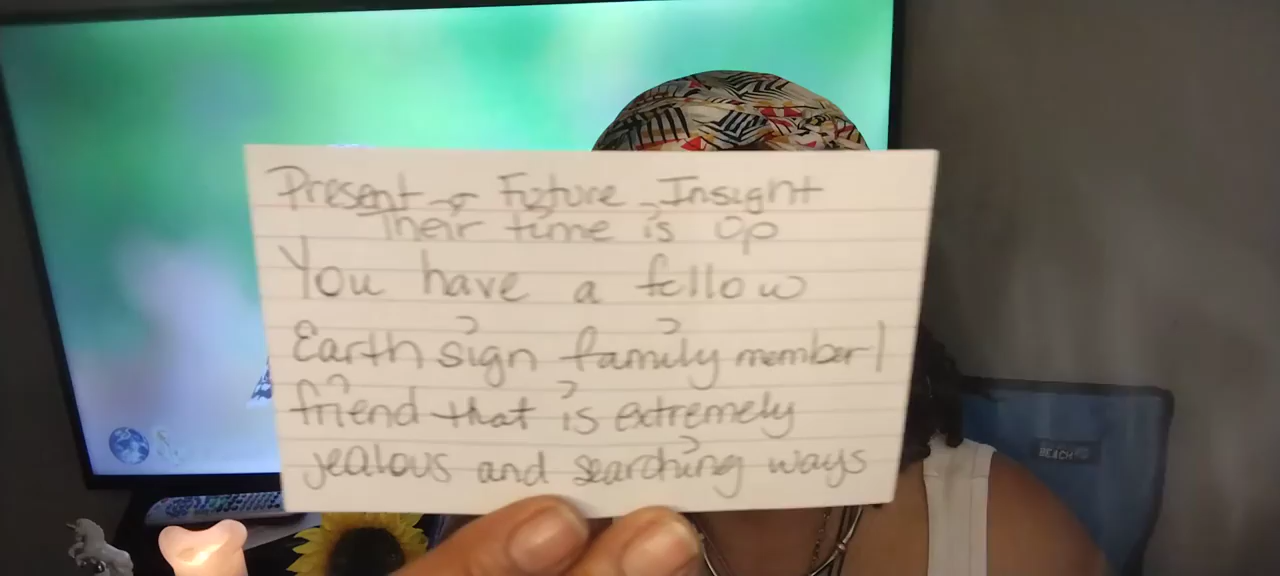 Present & Future Insight
Their time is Up
You have a fellow
Earth sign family member/
friend that is extremely
jealous and searching ways
BEACH